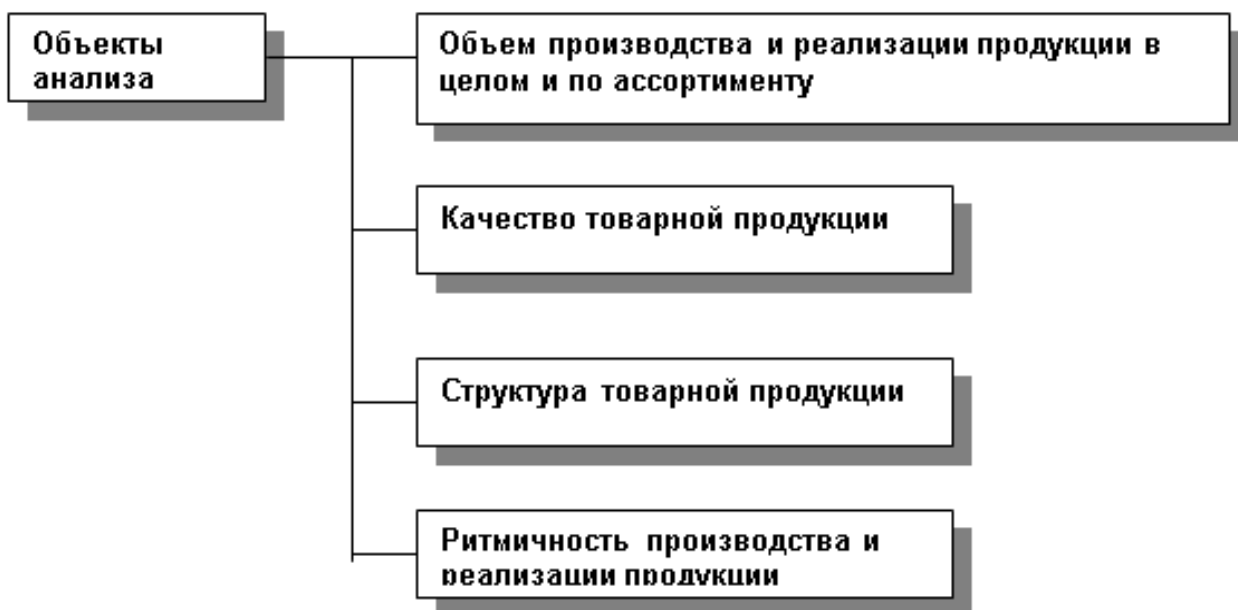 Объекты
анализа
Объем производства и реализации продукции в
целом и по ассортименту
Качество товарной продукции
Структура товарной продукции
Ритмичность производства и
реализации продукции